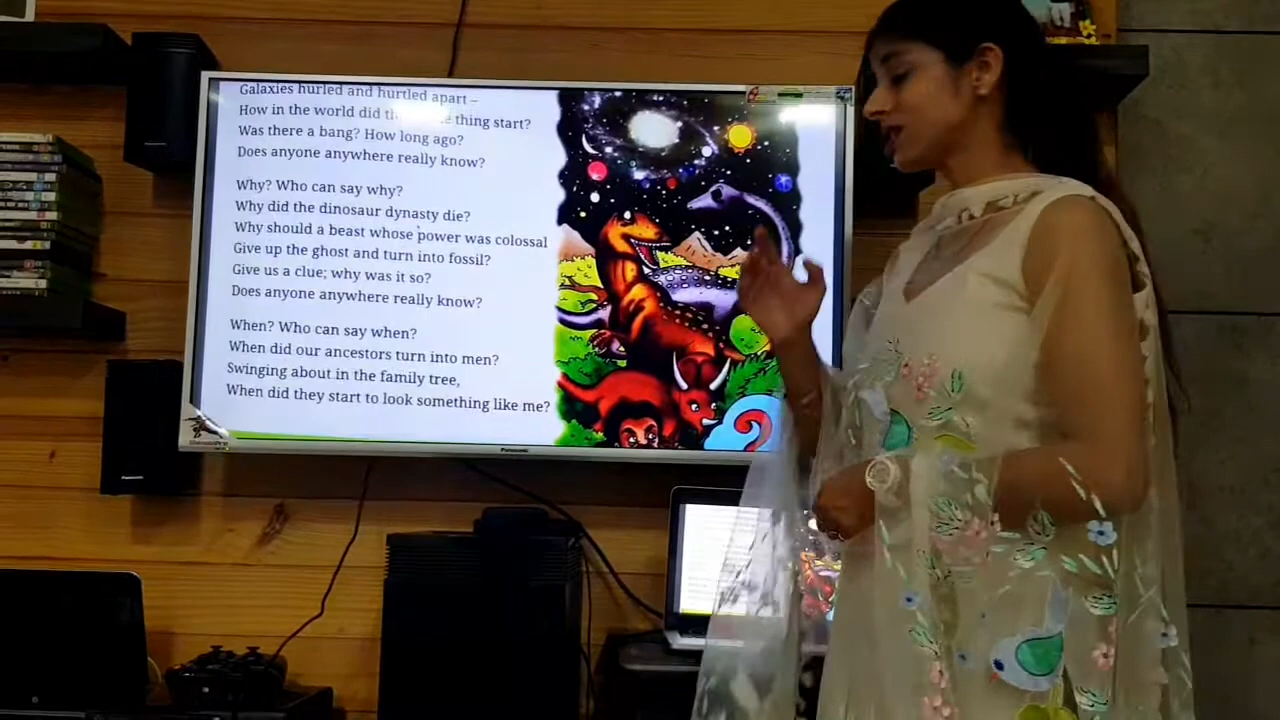 Galaxies hurled and hurtled apart –
How in the world did thing start?
Was there a bang? How long ago?
Does anyone anywhere really know?
Why? Who can say why?
Why did the dinosaur dynasty die?
Why should a beast whose power was colossal
Give up the ghost and turn into fossil?
Give us a clue; why was it so?
Does anyone anywhere really know?
When? Who can say when?
When did our ancestors turn into men?
Swinging about in the family tree,
When did they start to look something like me?
Panasonic